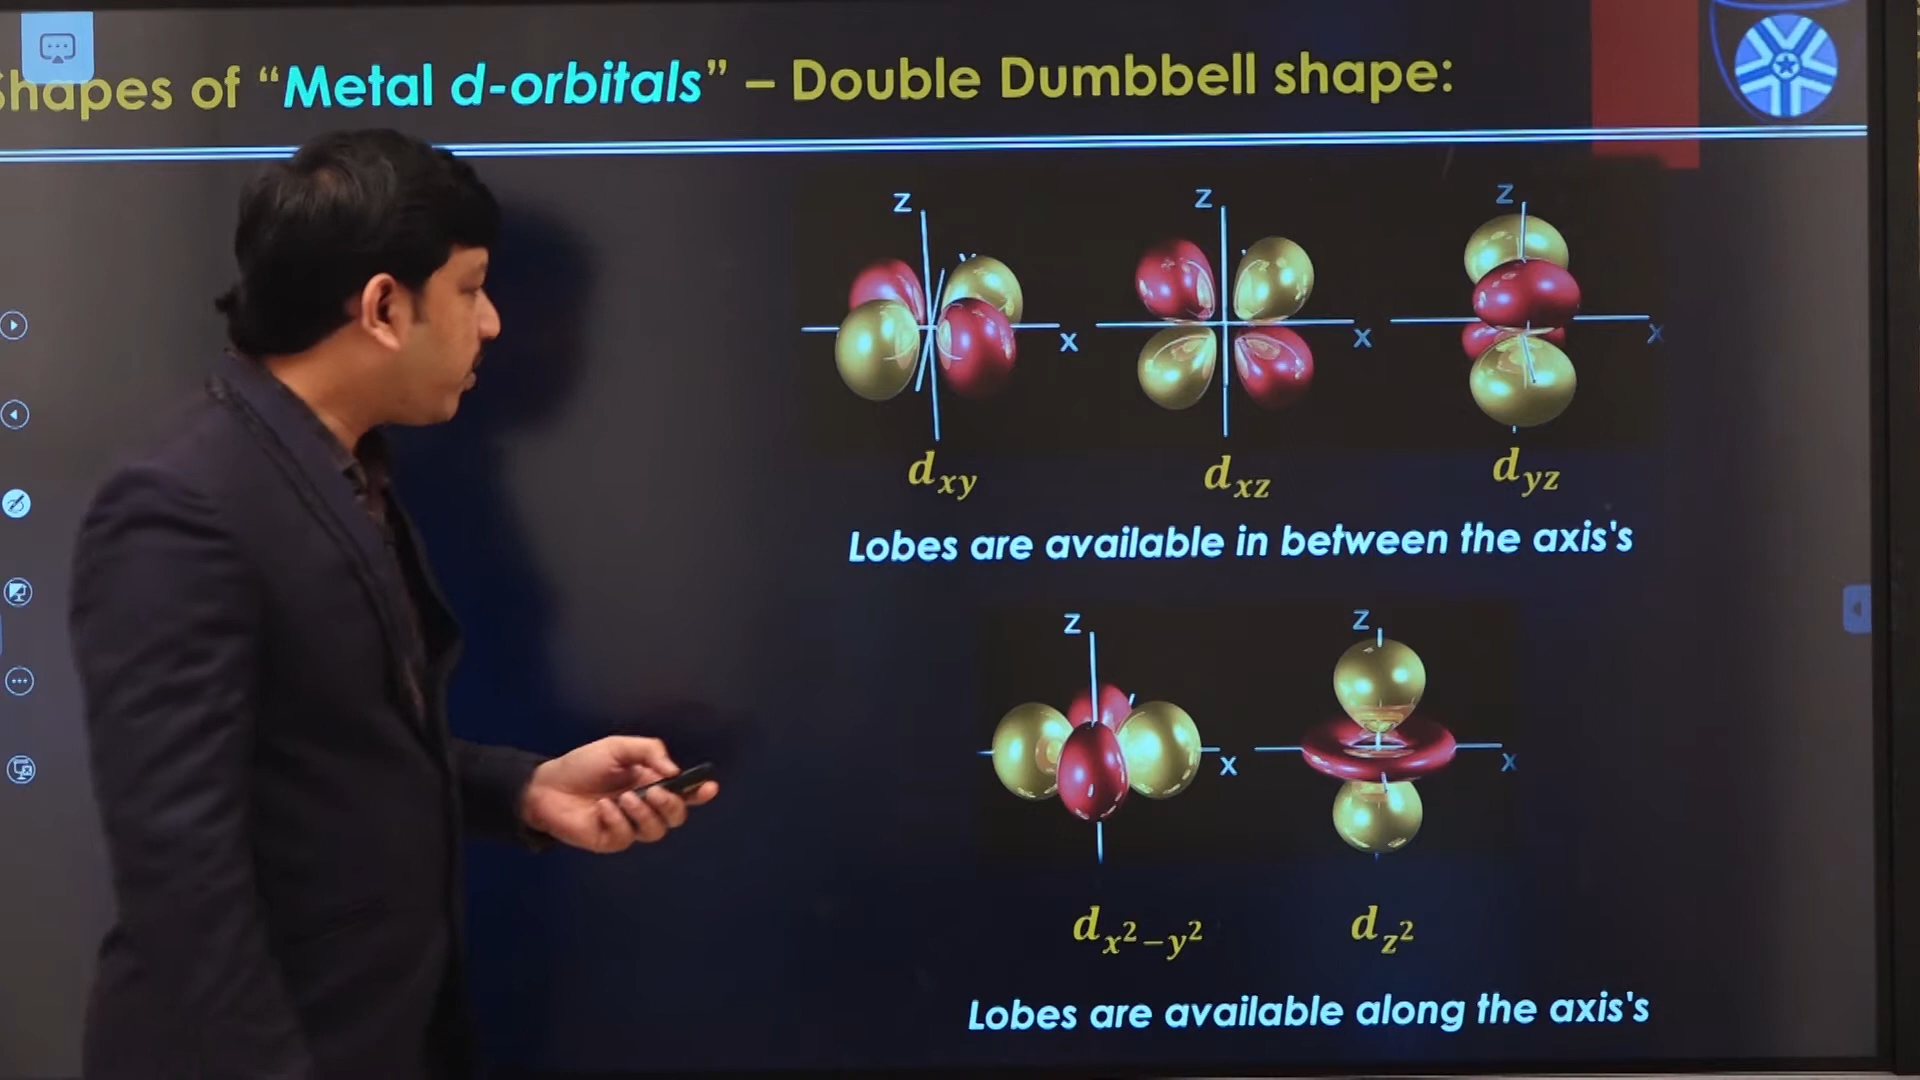 Shapes of “Metal d-orbitals” – Double Dumbbell shape:
Z Z Z
Y
X X X
d_xy d_xz d_yz
Lobes are available in between the axis's
Z Z
X X
d_x²−y² d_z²
Lobes are available along the axis's